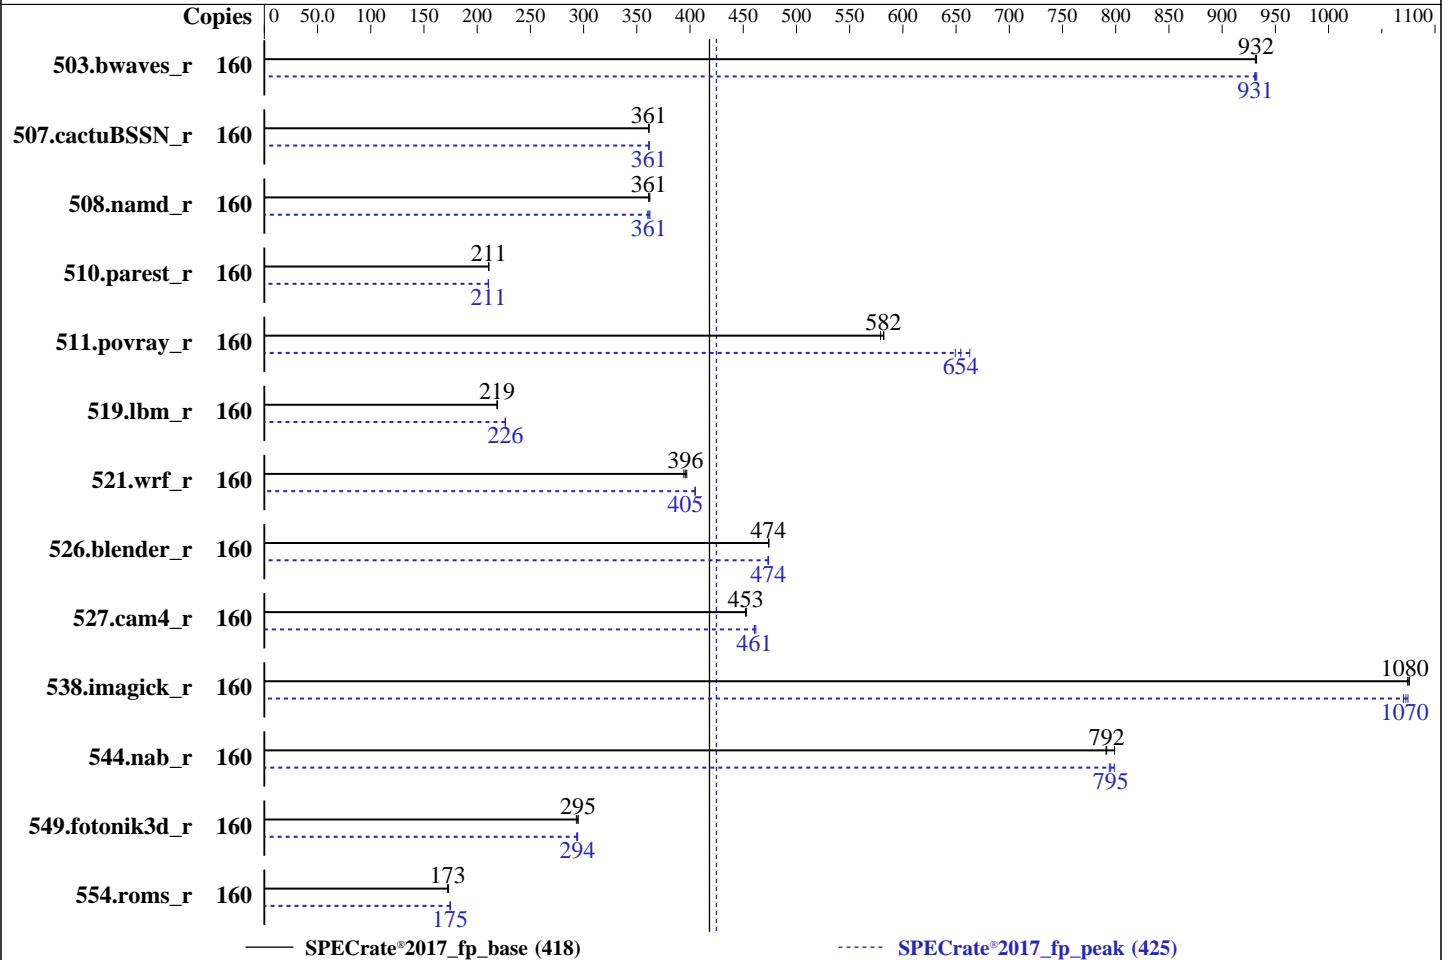 Copies 0 50.0 100 150 200 250 300 350 400 450 500 550 600 650 700 750 800 850 900 950 1000 1100
932
503.bwaves_r 160
931
361
507.cactuBSSN_r 160
361
361
508.namd_r 160
361
211
510.parest_r 160
211
582
511.povray_r 160
654
219
519.lbm_r 160
226
396
521.wrf_r 160
405
474
526.blender_r 160
474
453
527.cam4_r 160
461
1080
538.imagick_r 160
1070
792
544.nab_r 160
795
295
549.fotonik3d_r 160
294
173
554.roms_r 160
175
SPECrate®2017_fp_base (418) SPECrate®2017_fp_peak (425)